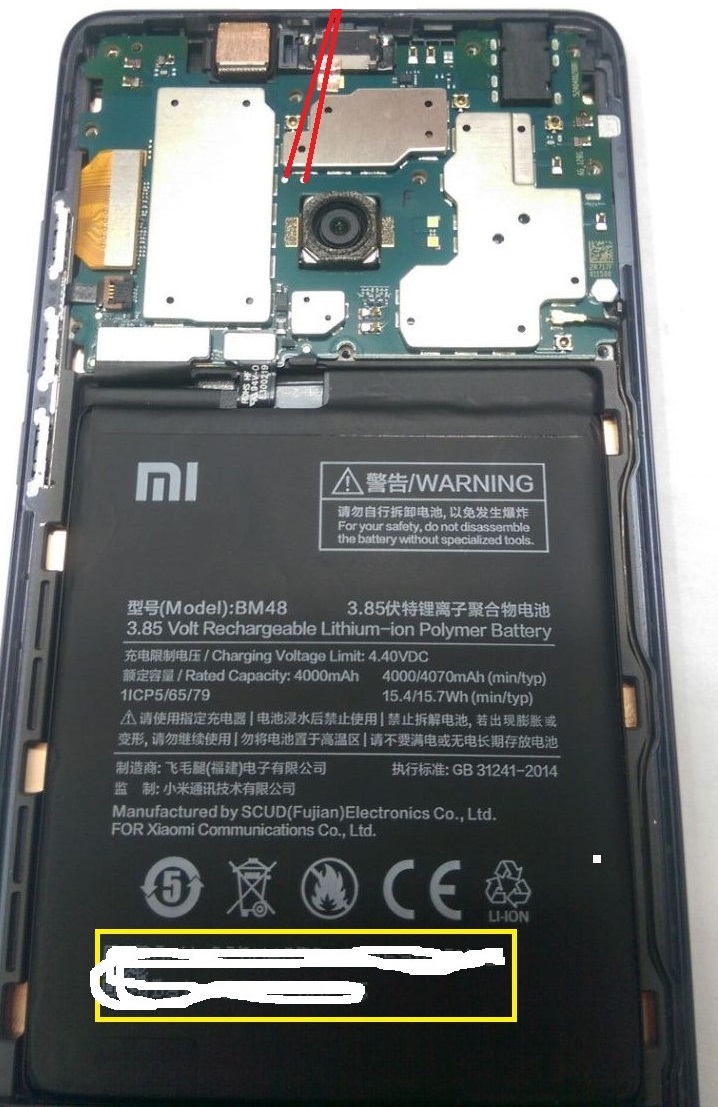 mi
警告/WARNING
请勿自行拆卸电池, 以免发生爆炸
For your safety, do not disassemble
the battery without specialized tools.
型号(Model):BM48 3.85伏特锂离子聚合物电池
3.85 Volt Rechargeable Lithium-ion Polymer Battery
充电限制电压 / Charging Voltage Limit: 4.40VDC
额定容量 / Rated Capacity: 4000mAh 4000/4070mAh (min/typ)
1ICP5/65/79 15.4/15.7Wh (min/typ)
请使用指定充电器 | 电池浸水后禁止使用 | 禁止拆解电池, 若出现膨胀或
变形, 请勿继续使用 | 勿将电池置于高温区 | 请不要满电或无电长期存放电池
制造商: 飞毛腿(福建)电子有限公司 执行标准: GB 31241-2014
监 制: 小米通讯技术有限公司
Manufactured by SCUD(Fujian)Electronics Co., Ltd.
FOR Xiaomi Communications Co., Ltd.
5 CE
LI-ION